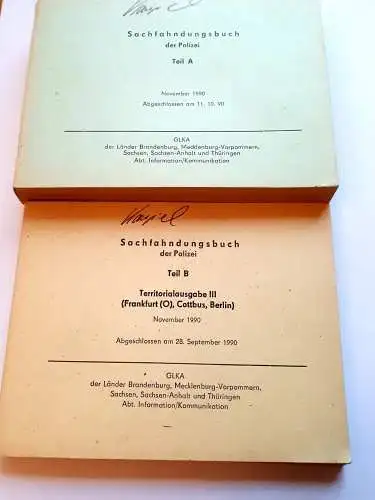 Sachfahndungsbuch
der Polizei
Teil A
November 1990
Abgeschlossen am 11. 10. 90
GLKA
der Länder Brandenburg, Mecklenburg-Vorpommern,
Sachsen, Sachsen-Anhalt und Thüringen
Abt. Information/Kommunikation
Sachfahndungsbuch
der Polizei
Teil B
Territorialausgabe III
(Frankfurt (O), Cottbus, Berlin)
November 1990
Abgeschlossen am 28. September 1990
GLKA
der Länder Brandenburg, Mecklenburg-Vorpommern,
Sachsen, Sachsen-Anhalt und Thüringen
Abt. Information/Kommunikation